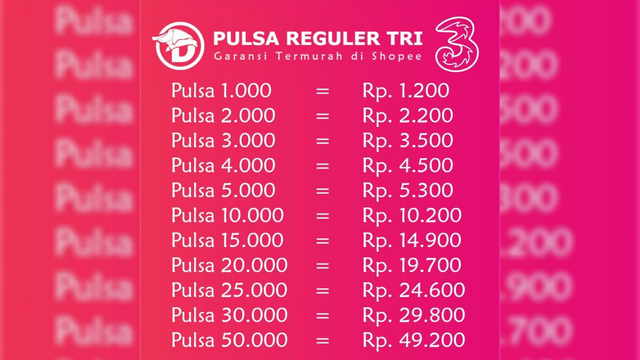 PULSA REGULER TRI
Garansi Termurah di Shopee
3
Pulsa 1.000 = Rp. 1.200
Pulsa 2.000 = Rp. 2.200
Pulsa 3.000 = Rp. 3.500
Pulsa 4.000 = Rp. 4.500
Pulsa 5.000 = Rp. 5.300
Pulsa 10.000 = Rp. 10.200
Pulsa 15.000 = Rp. 14.900
Pulsa 20.000 = Rp. 19.700
Pulsa 25.000 = Rp. 24.600
Pulsa 30.000 = Rp. 29.800
Pulsa 50.000 = Rp. 49.200